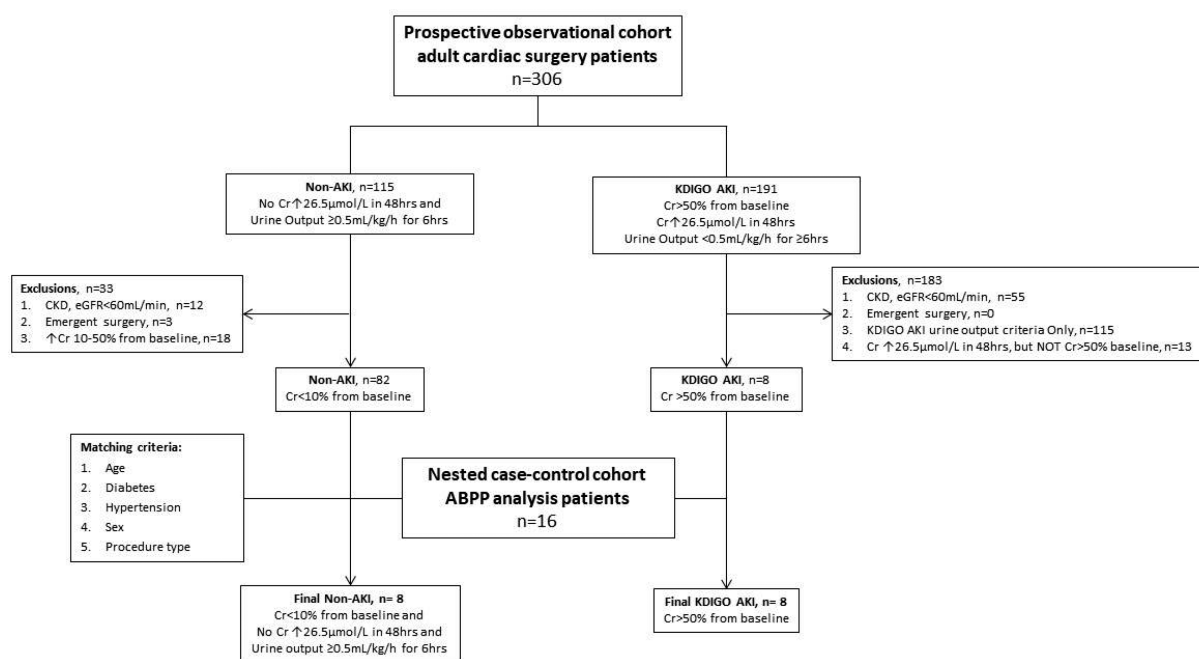 Prospective observational cohort
adult cardiac surgery patients
n=306
Non-AKI, n=115
No Cr↑26.5µmol/L in 48hrs and
Urine Output ≥0.5mL/kg/h for 6hrs
KDIGO AKI, n=191
Cr>50% from baseline
Cr↑26.5µmol/L in 48hrs
Urine Output <0.5mL/kg/h for ≥6hrs
Exclusions, n=33
1. CKD, eGFR<60mL/min, n=12
2. Emergent surgery, n=3
3. ↑Cr 10-50% from baseline, n=18
Exclusions, n=183
1. CKD, eGFR<60mL/min, n=55
2. Emergent surgery, n=0
3. KDIGO AKI urine output criteria Only, n=115
4. Cr ↑26.5µmol/L in 48hrs, but NOT Cr>50% baseline, n=13
Non-AKI, n=82
Cr<10% from baseline
KDIGO AKI, n=8
Cr >50% from baseline
Matching criteria:
1. Age
2. Diabetes
3. Hypertension
4. Sex
5. Procedure type
Nested case-control cohort
ABPP analysis patients
n=16
Final Non-AKI, n= 8
Cr<10% from baseline and
No Cr ↑26.5µmol/L in 48hrs and
Urine output ≥0.5mL/kg/h for 6hrs
Final KDIGO AKI, n= 8
Cr>50% from baseline